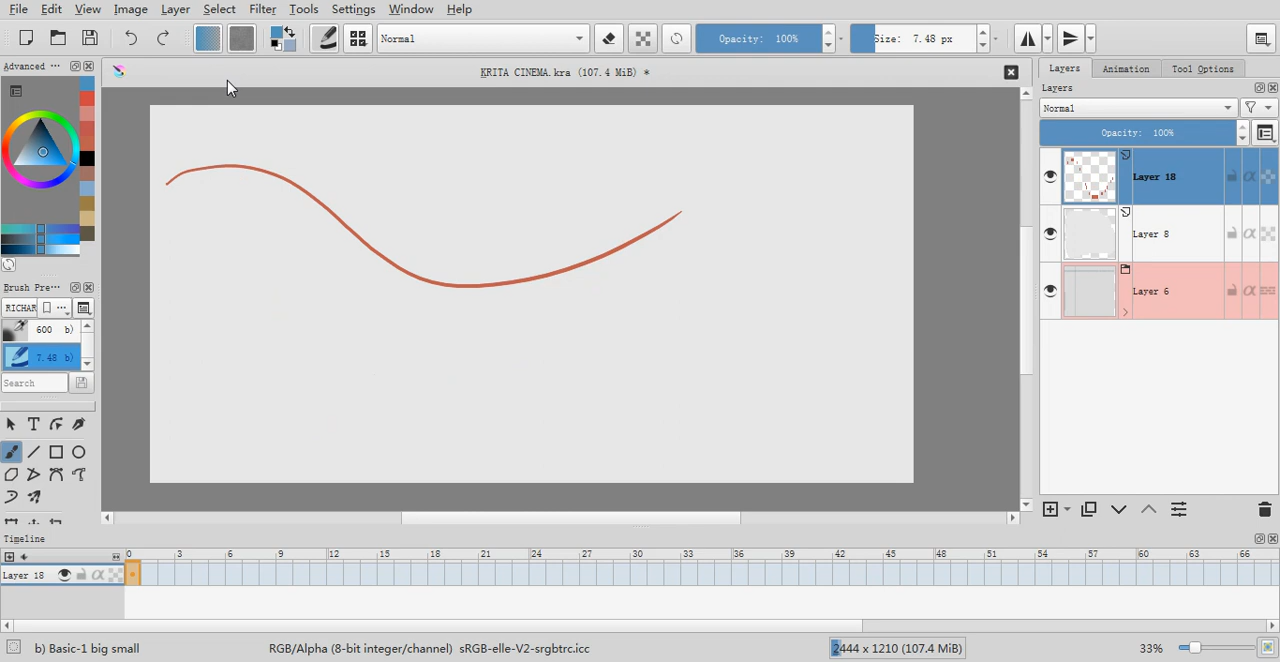 File Edit View Image Layer Select Filter Tools Settings Window Help
Normal Opacity: 100% Size: 7.48 px
Advanced ···
KRITA CINEMA.kra (107.4 MiB) *
Layers Animation Tool Options
Layers
Normal
Opacity: 100%
Layer 18
Layer 8
Layer 6
Brush Pre···
RICHAR
600 b)
7.48 b)
Search
Timeline
0 3 6 9 12 15 18 21 24 27 30 33 36 39 42 45 48 51 54 57 60 63 66
Layer 18
b) Basic-1 big small RGB/Alpha (8-bit integer/channel) sRGB-elle-V2-srgbtrc.icc 2444 x 1210 (107.4 MiB) 33%